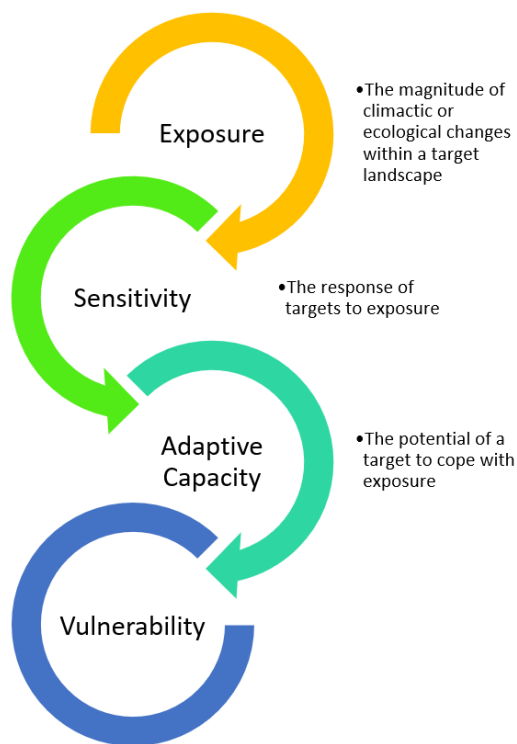 Exposure
•The magnitude of
climactic or
ecological changes
within a target
landscape
Sensitivity
•The response of
targets to exposure
Adaptive
Capacity
•The potential of a
target to cope with
exposure
Vulnerability